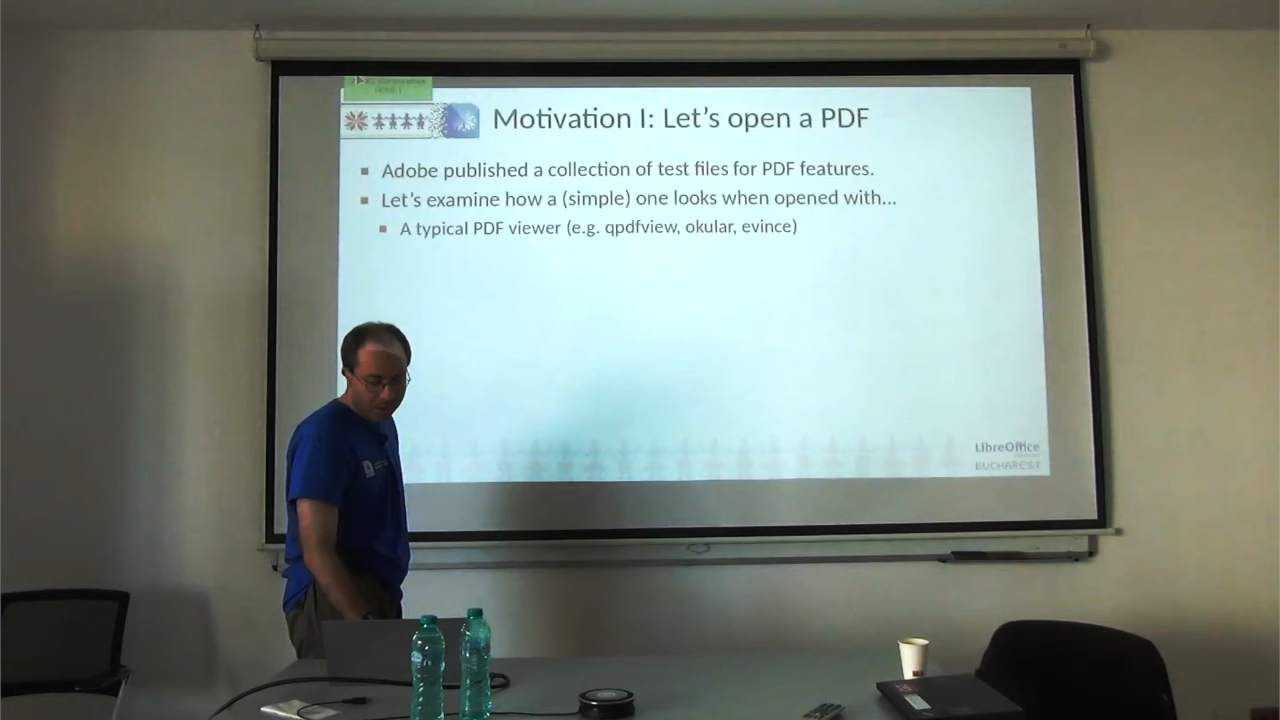 Motivation I: Let's open a PDF
Adobe published a collection of test files for PDF features.
Let's examine how a (simple) one looks when opened with...
A typical PDF viewer (e.g. qpdfview, okular, evince)
LibreOffice
BUCHAREST